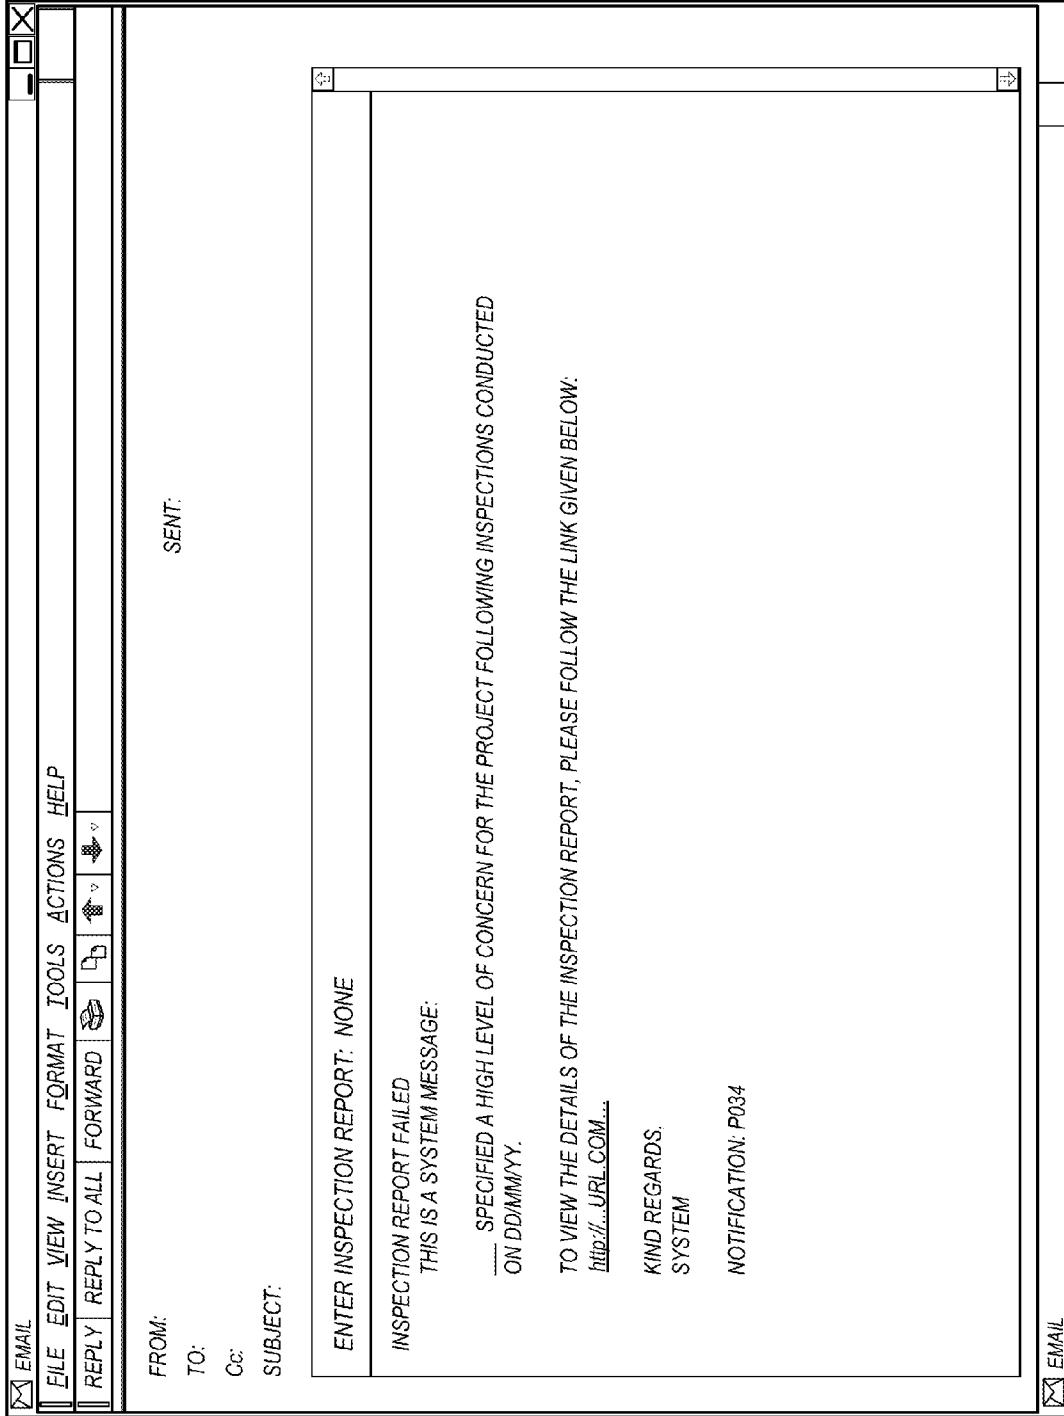 EMAIL
FILE EDIT VIEW INSERT FORMAT TOOLS ACTIONS HELP
REPLY REPLY TO ALL FORWARD
FROM:
SENT:
TO:
Cc:
SUBJECT:
ENTER INSPECTION REPORT: NONE
INSPECTION REPORT FAILED
THIS IS A SYSTEM MESSAGE:
___ SPECIFIED A HIGH LEVEL OF CONCERN FOR THE PROJECT FOLLOWING INSPECTIONS CONDUCTED
ON DD/MM/YY.
TO VIEW THE DETAILS OF THE INSPECTION REPORT, PLEASE FOLLOW THE LINK GIVEN BELOW:
http://...URL.COM...
KIND REGARDS,
SYSTEM
NOTIFICATION: P034
EMAIL